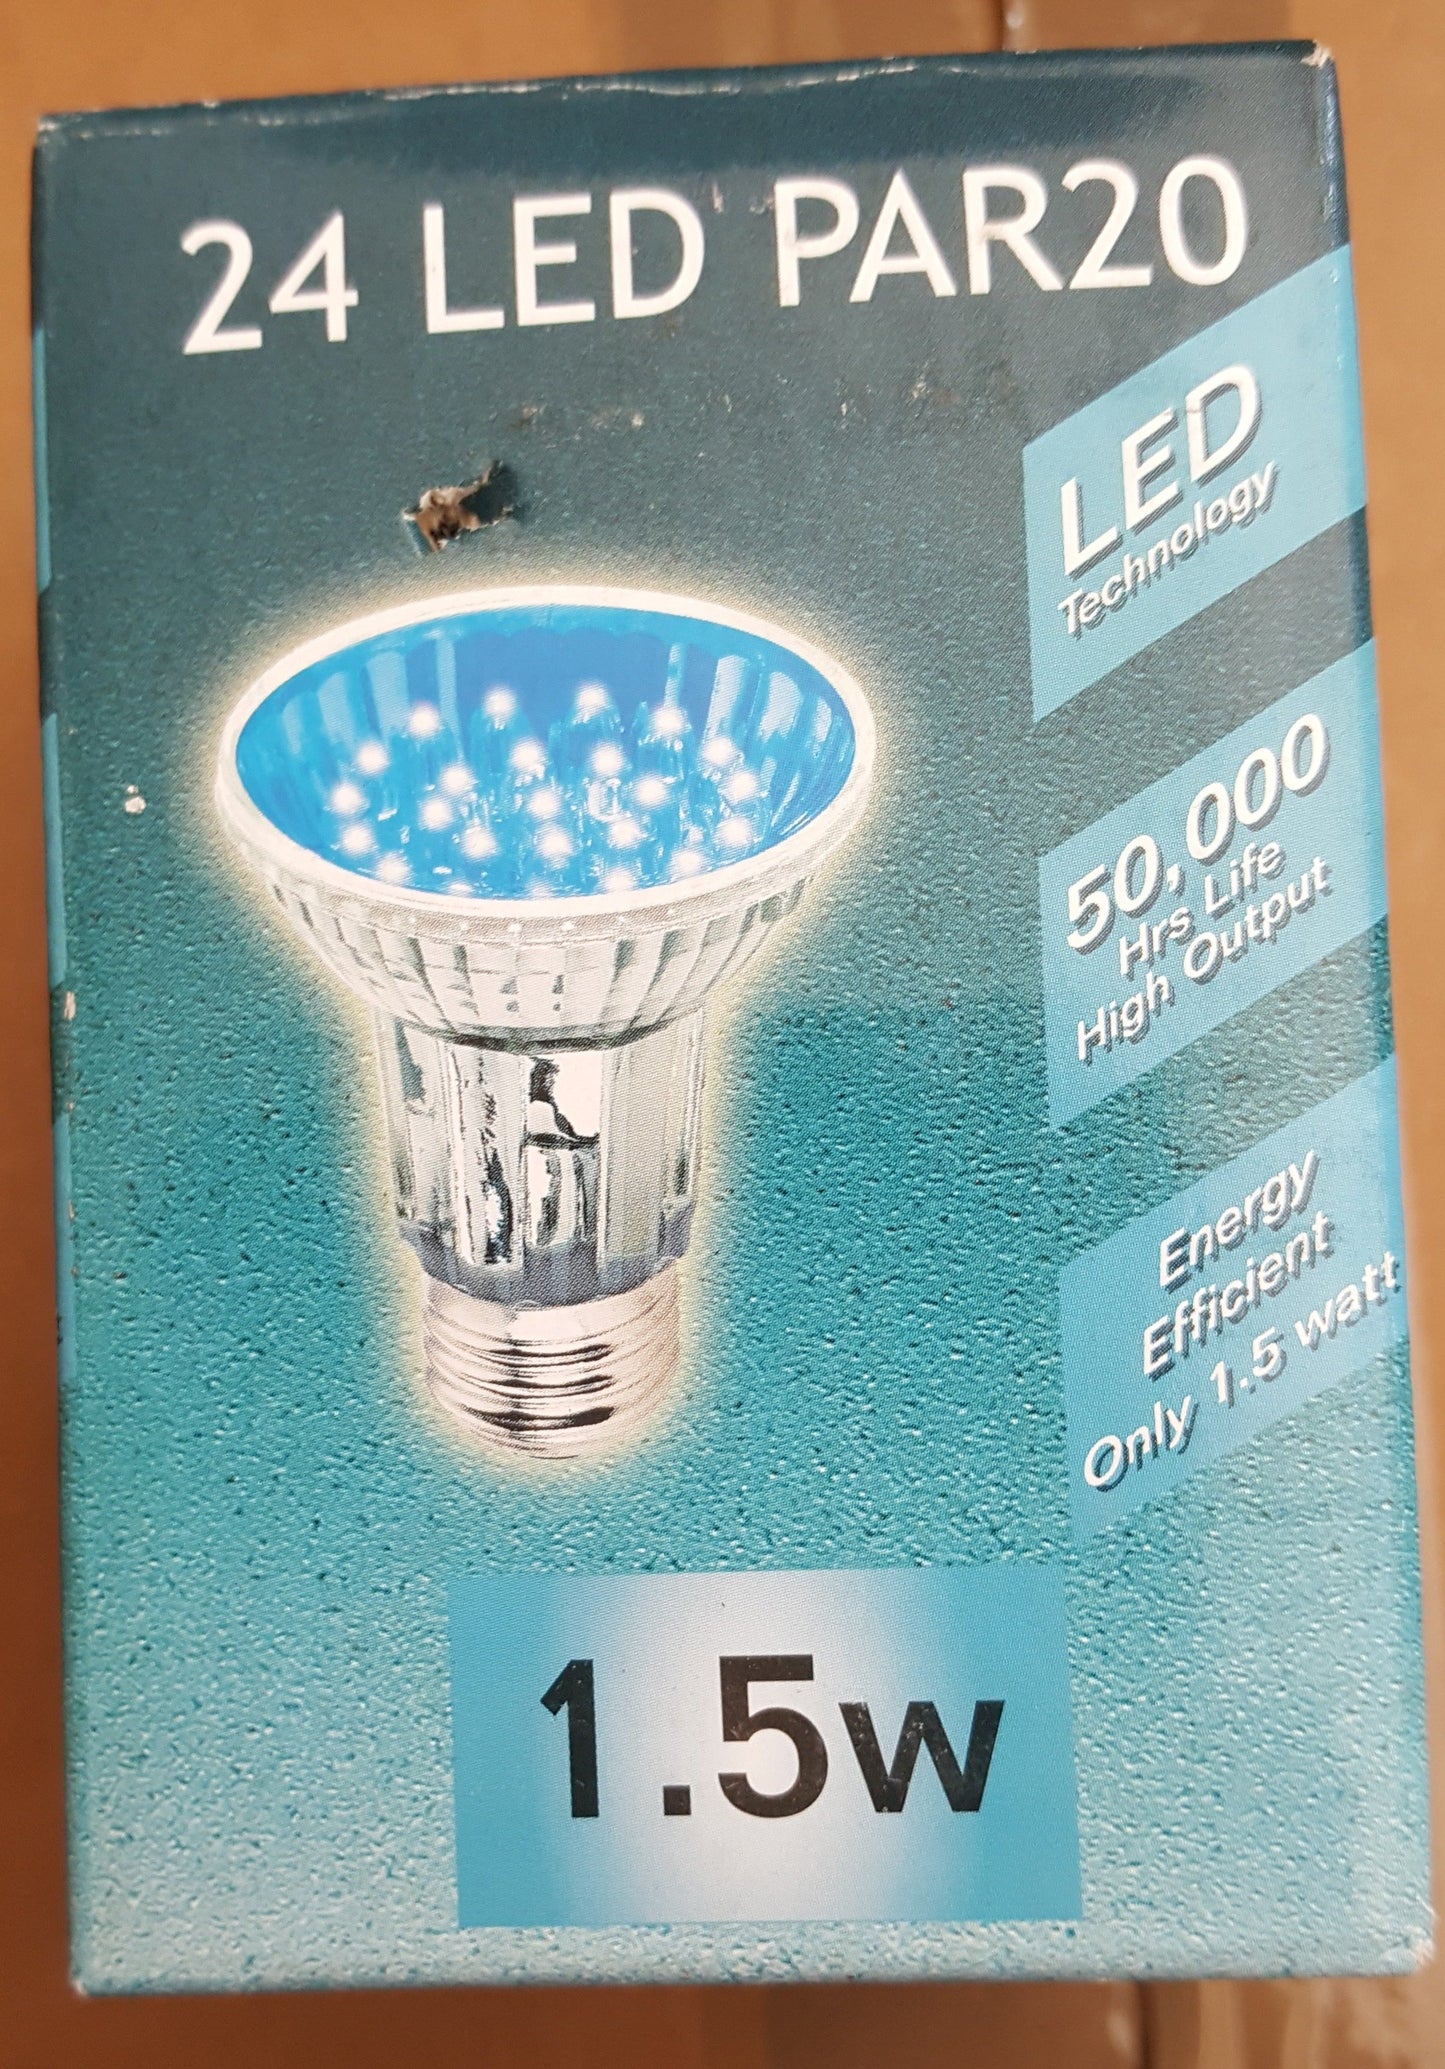 24 LED PAR20
LED
Technology
50,000
Hrs Life
High Output
Energy
Efficient
Only 1.5 watt
1.5w